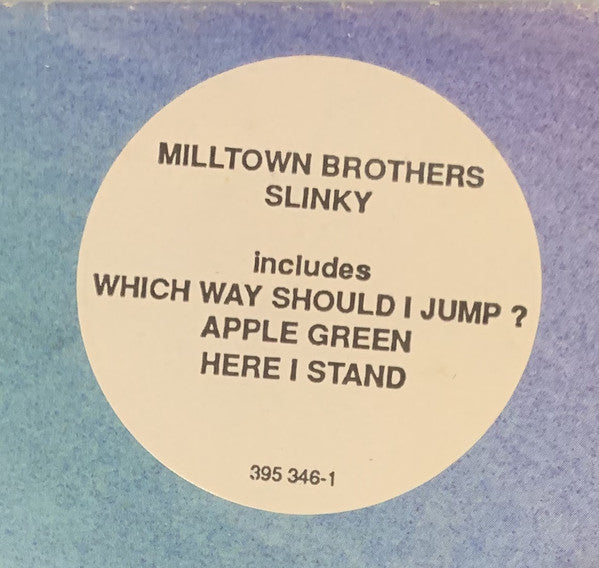 MILLTOWN BROTHERS
SLINKY
includes
WHICH WAY SHOULD I JUMP ?
APPLE GREEN
HERE I STAND
395 346-1